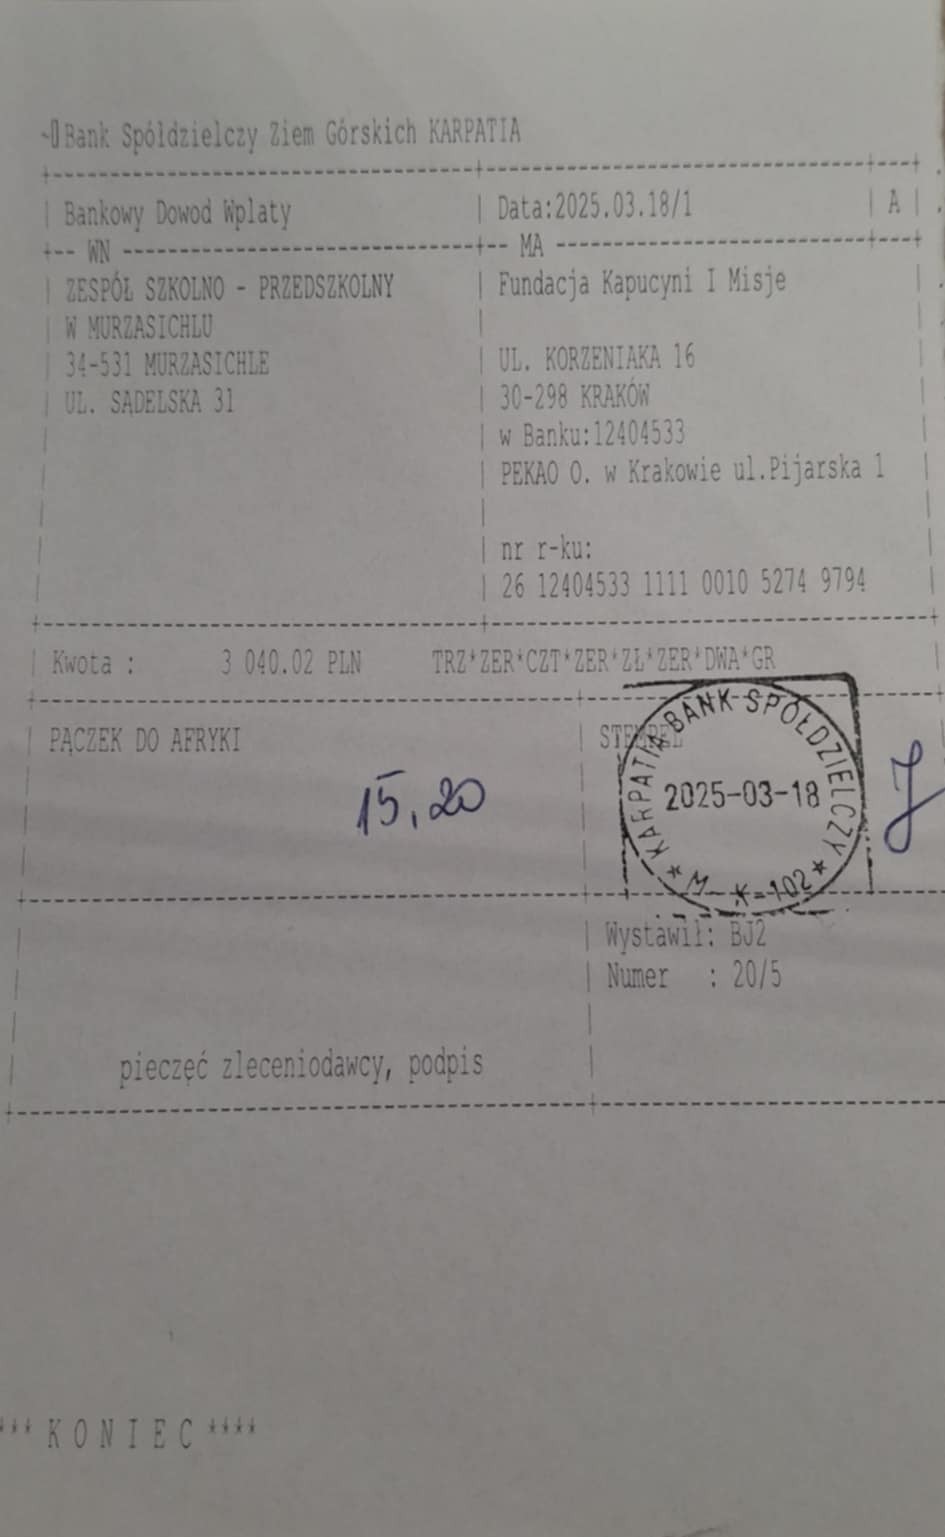 ~ Bank Spółdzielczy Ziem Górskich KARPATIA
Bankowy Dowod Wplaty | Data:2025.03.18/1 | A |
WN MA
ZESPÓŁ SZKOLNO - PRZEDSZKOLNY | Fundacja Kapucyni I Misje
W MURZASICHLU
34-531 MURZASICHLE | UL. KORZENIAKA 16
UL. SĄDELSKA 31 | 30-298 KRAKÓW
w Banku:12404533
PEKAO O. w Krakowie ul.Pijarska 1
nr r-ku:
26 12404533 1111 0010 5274 9794
Kwota : 3 040.02 PLN TRZ*ZER*CZT*ZER*ZŁ*ZER*DWA*GR
PĄCZEK DO AFRYKI | STEMPEL
15,20
KARPATIA BANK SPÓŁDZIELCZY
2025-03-18
* M K-102 *
Wystawił: BJ2
Numer : 20/5
pieczęć zleceniodawcy, podpis
*** K O N I E C ****